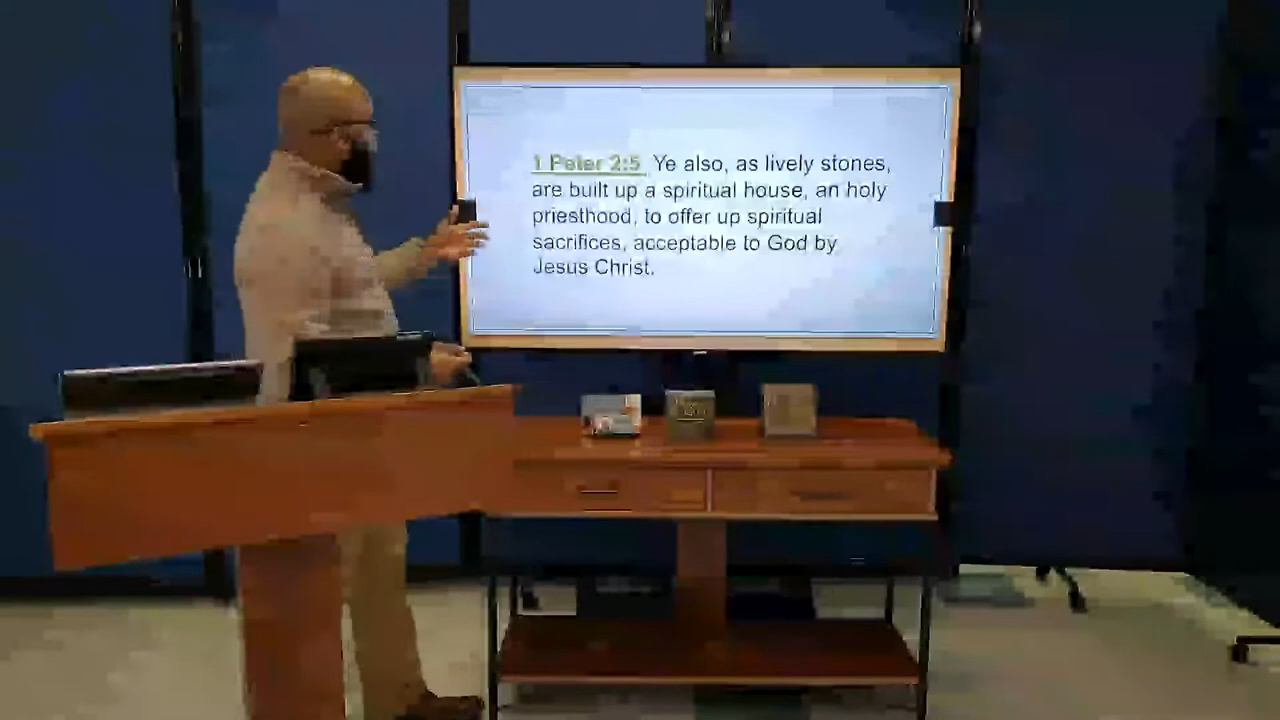 1 Peter 2:5 Ye also, as lively stones,
are built up a spiritual house, an holy
priesthood, to offer up spiritual
sacrifices, acceptable to God by
Jesus Christ.